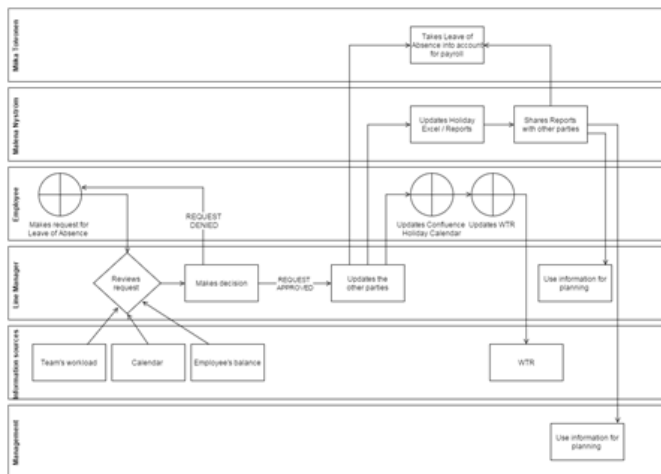 Miika Toivonen
Takes Leave of
Absence into account
for payroll
Malena Nyström
Updates Holiday
Excel / Reports
Shares Reports
with other parties
Employee
Makes request for
Leave of Absence
REQUEST
DENIED
Updates Confluence
Holiday Calendar
Updates WTR
Line Manager
Reviews
request
Makes decision
REQUEST
APPROVED
Updates the
other parties
Use information for
planning
Information sources
Team's workload
Calendar
Employee's balance
WTR
Management
Use information for
planning